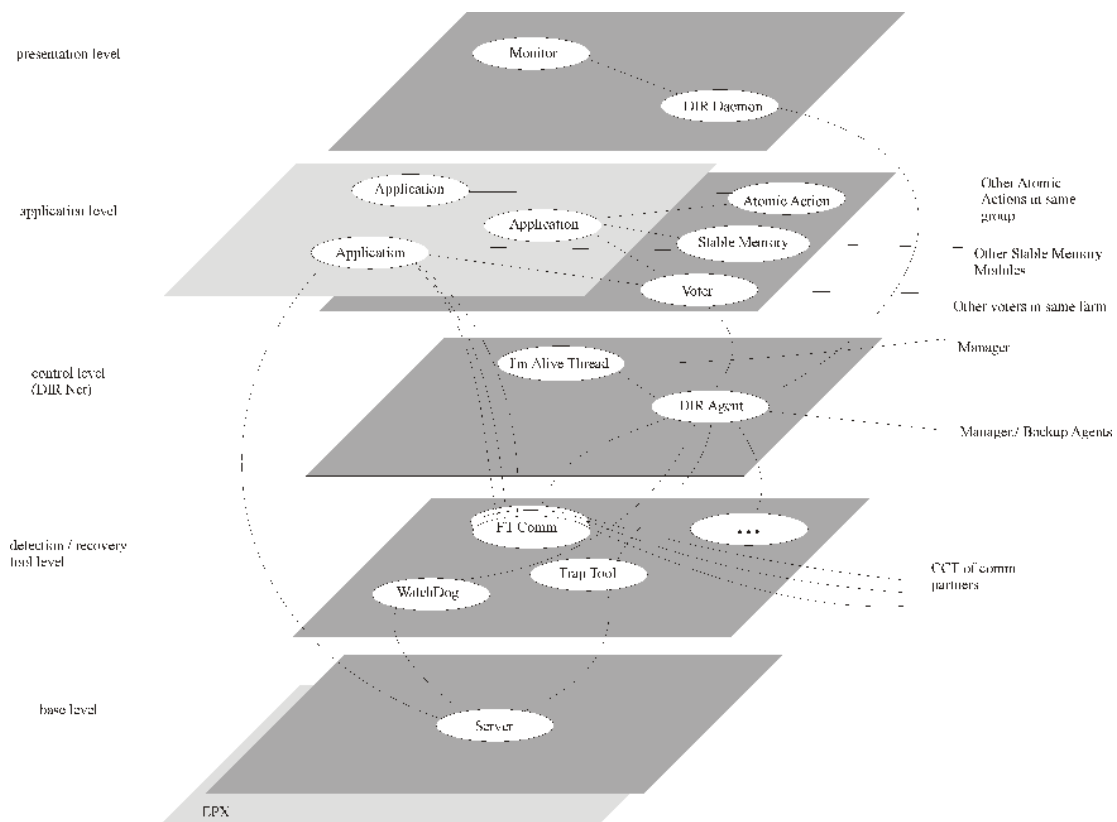 presentation level
Monitor
DIR Daemon
application level
Application
Application
Application
Atomic Action
Stable Memory
Voter
Other Atomic
Actions in same
group
Other Stable Memory
Modules
Other voters in same farm
control level
(DIR Net)
I'm Alive Thread
DIR Agent
Manager
Manager / Backup Agents
detection / recovery
tool level
FT Comm
...
Trap Tool
WatchDog
CCT of comm
partners
base level
Server
EPX